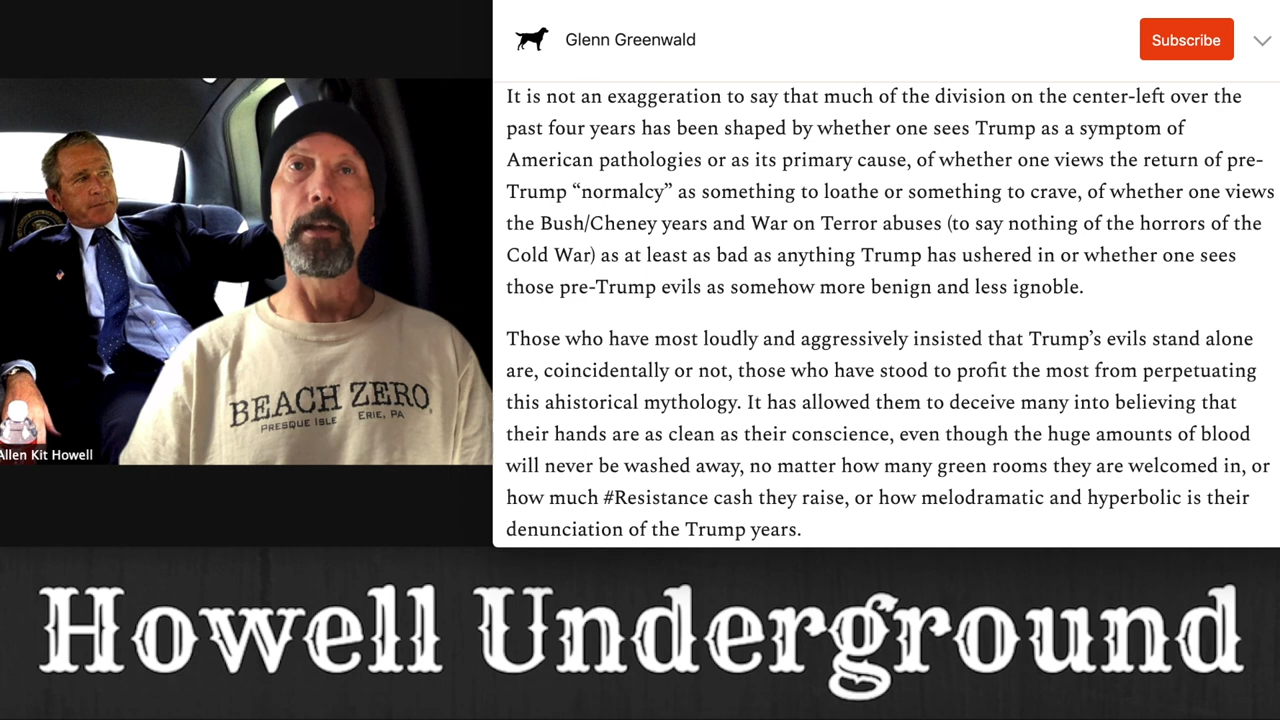 Glenn Greenwald
Subscribe
It is not an exaggeration to say that much of the division on the center-left over the
past four years has been shaped by whether one sees Trump as a symptom of
American pathologies or as its primary cause, of whether one views the return of pre-
Trump “normalcy” as something to loathe or something to crave, of whether one views
the Bush/Cheney years and War on Terror abuses (to say nothing of the horrors of the
Cold War) as at least as bad as anything Trump has ushered in or whether one sees
those pre-Trump evils as somehow more benign and less ignoble.
Those who have most loudly and aggressively insisted that Trump’s evils stand alone
are, coincidentally or not, those who have stood to profit the most from perpetuating
this ahistorical mythology. It has allowed them to deceive many into believing that
their hands are as clean as their conscience, even though the huge amounts of blood
will never be washed away, no matter how many green rooms they are welcomed in, or
how much #Resistance cash they raise, or how melodramatic and hyperbolic is their
denunciation of the Trump years.
BEACH ZERO
PRESQUE ISLE ERIE, PA
Allen Kit Howell
Howell Underground